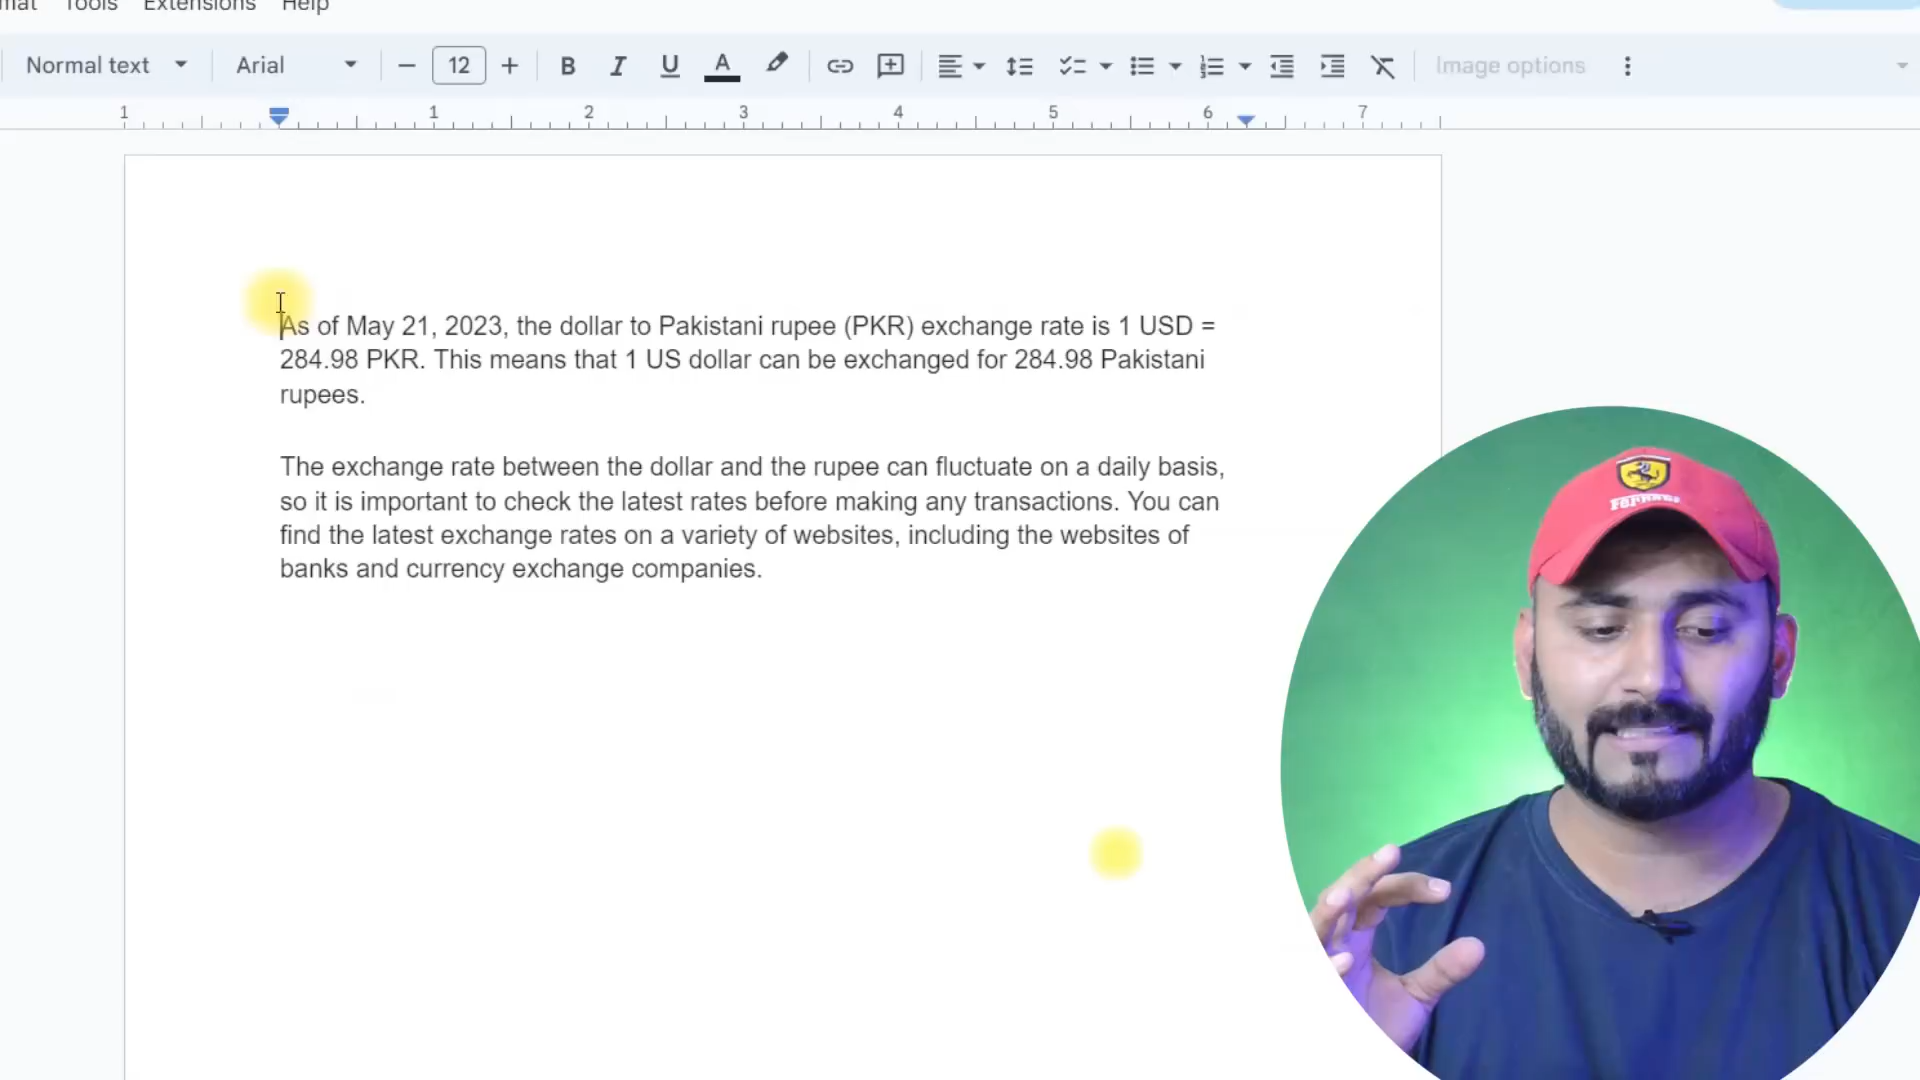 mat Tools Extensions Help
Normal text Arial 12 B I U A Image options
1 1 2 3 4 5 6 7
As of May 21, 2023, the dollar to Pakistani rupee (PKR) exchange rate is 1 USD =
284.98 PKR. This means that 1 US dollar can be exchanged for 284.98 Pakistani
rupees.
The exchange rate between the dollar and the rupee can fluctuate on a daily basis,
so it is important to check the latest rates before making any transactions. You can
find the latest exchange rates on a variety of websites, including the websites of
banks and currency exchange companies.
Ferrari